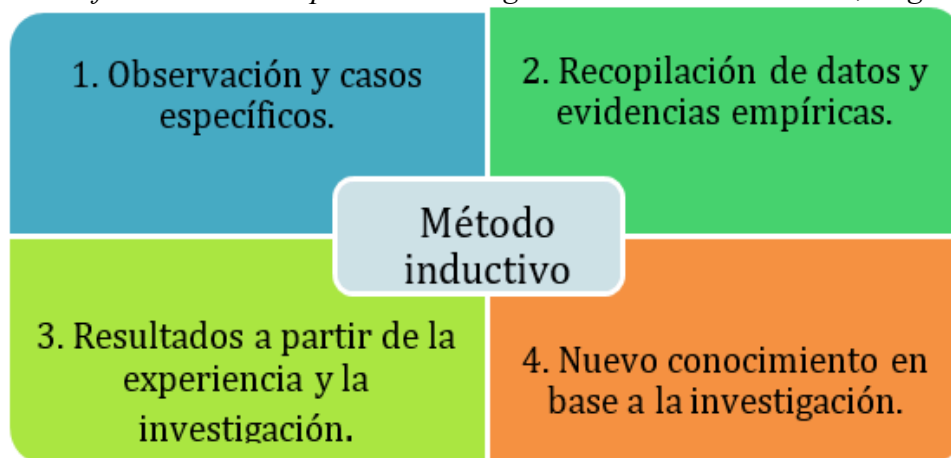 1. Observación y casos
específicos.
2. Recopilación de datos y
evidencias empíricas.
Método
inductivo
3. Resultados a partir de la
experiencia y la
investigación.
4. Nuevo conocimiento en
base a la investigación.